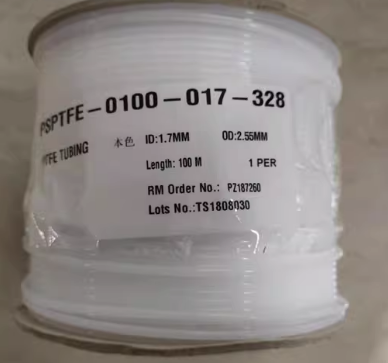 PSPTFE-0100-017-328
PTFE TUBING 本色 ID:1.7MM OD:2.55MM
Length: 100 M 1 PER
RM Order No.: PZ187260
Lots No.:TS1808030